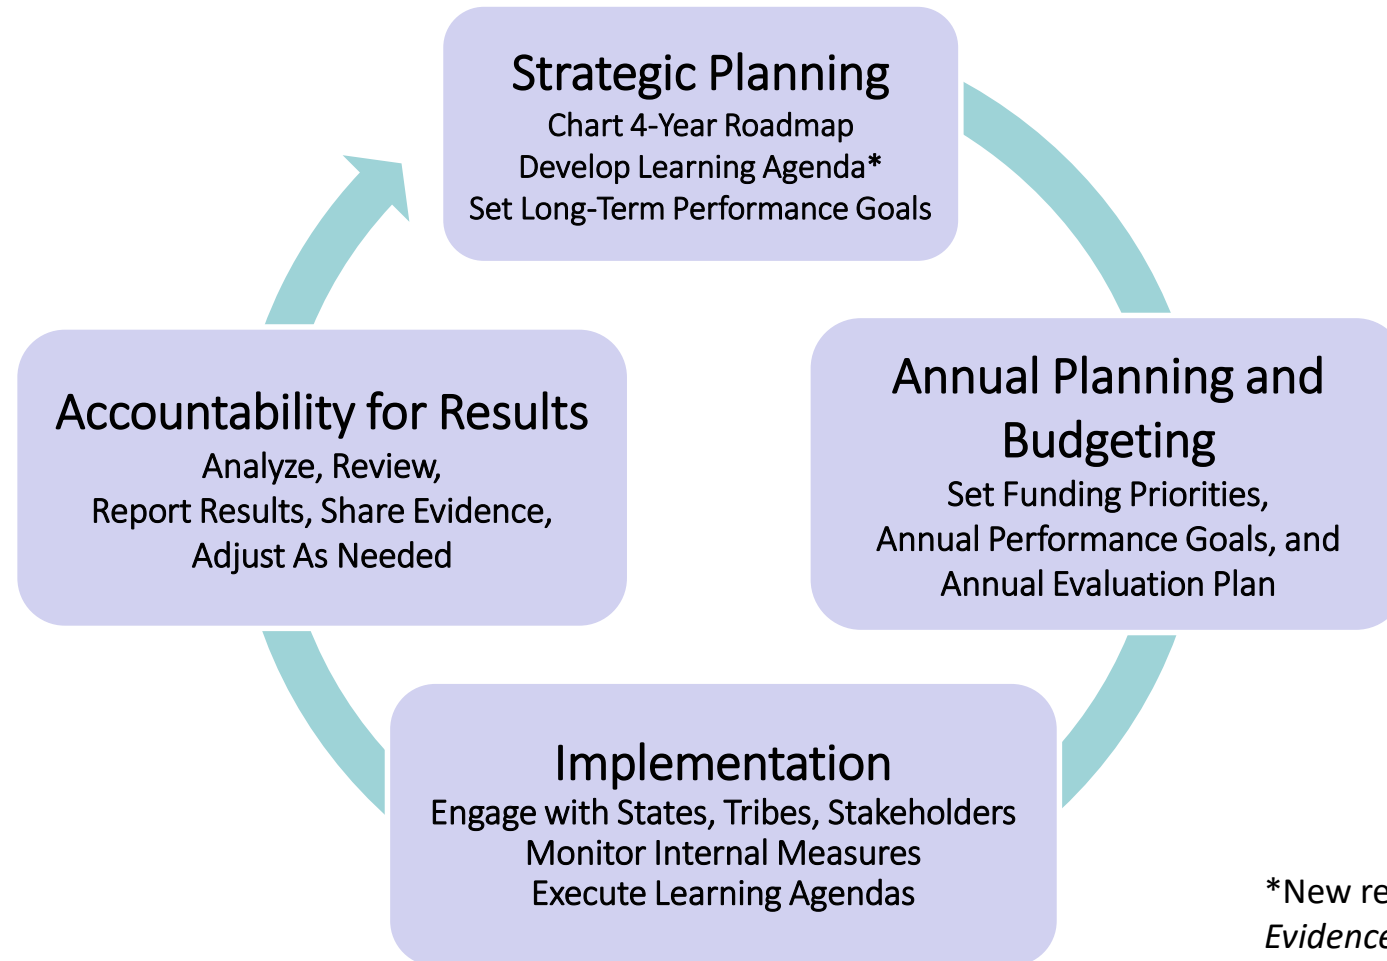 Strategic Planning
Chart 4-Year Roadmap
Develop Learning Agenda*
Set Long-Term Performance Goals
Annual Planning and
Budgeting
Set Funding Priorities,
Annual Performance Goals, and
Annual Evaluation Plan
Implementation
Engage with States, Tribes, Stakeholders
Monitor Internal Measures
Execute Learning Agendas
Accountability for Results
Analyze, Review,
Report Results, Share Evidence,
Adjust As Needed
*New
Evidence